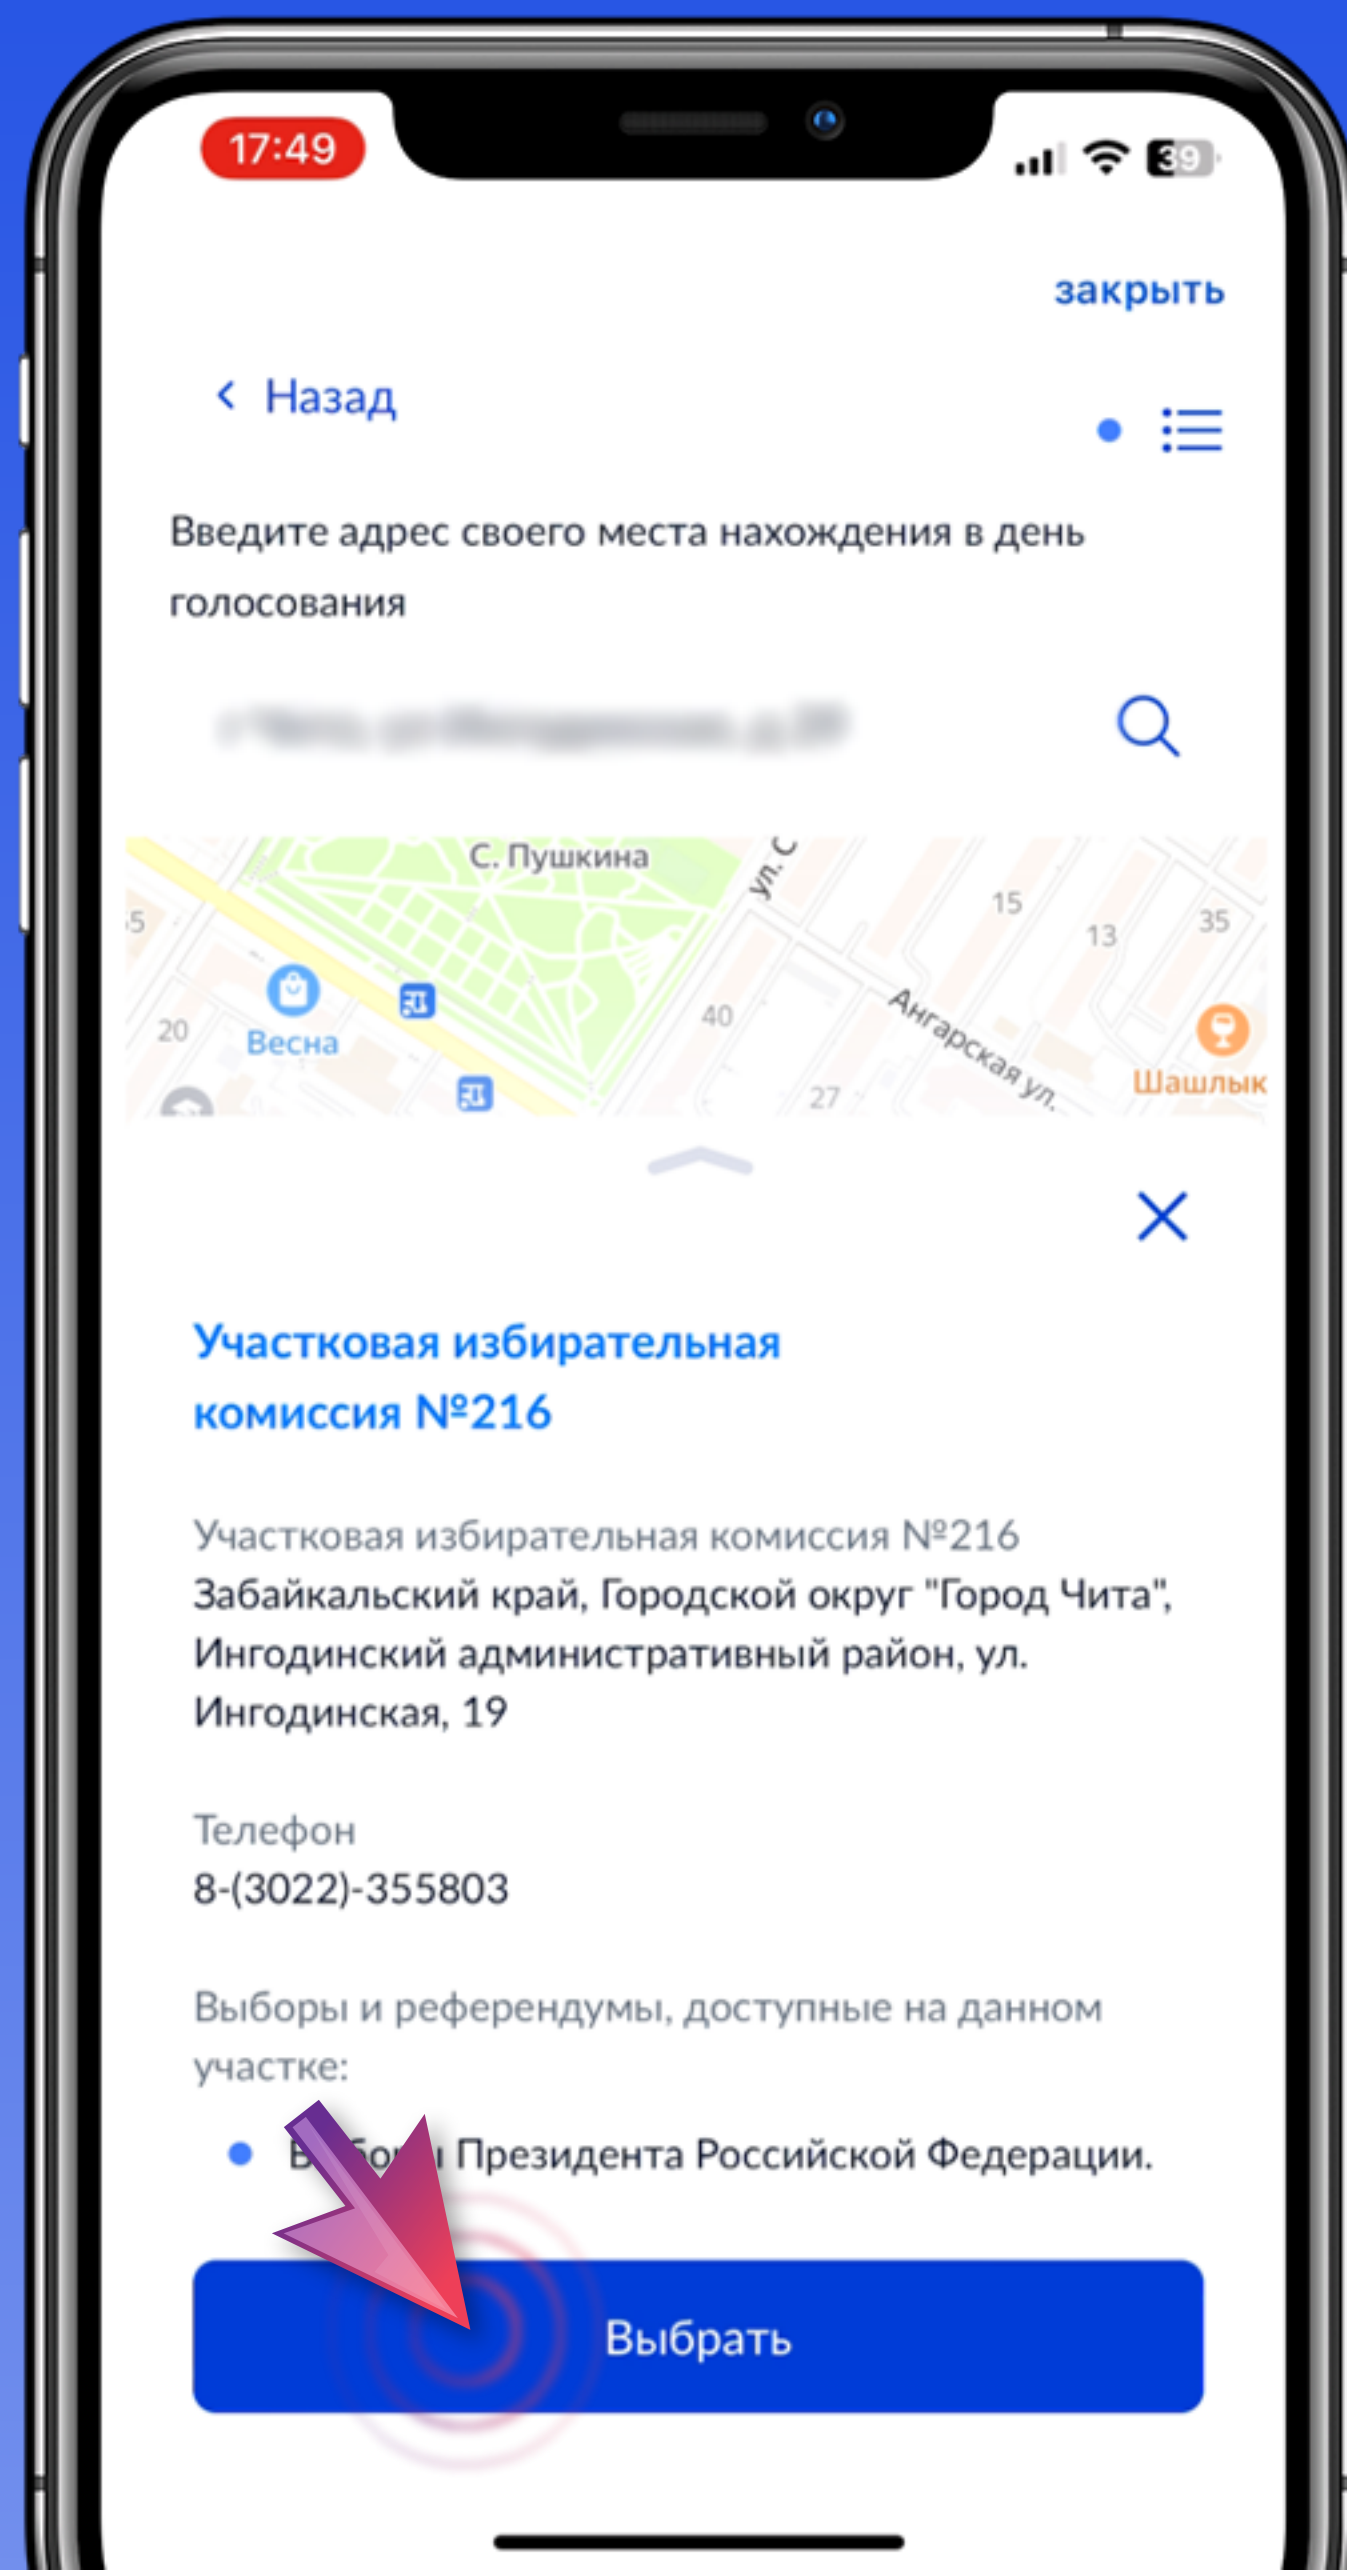 17:49
39
закрыть
Назад
Введите адрес своего места нахождения в день
голосования
С. Пушкина
ул. С
15
35
13
55
Весна
20
40
Ангарская ул.
27
Шашлык
Участковая избирательная
комиссия №216
Участковая избирательная комиссия №216
Забайкальский край, Городской округ "Город Чита",
Ингодинский административный район, ул.
Ингодинская, 19
Телефон
8-(3022)-355803
Выборы и референдумы, доступные на данном
участке:
Выборы Президента Российской Федерации.
Выбрать